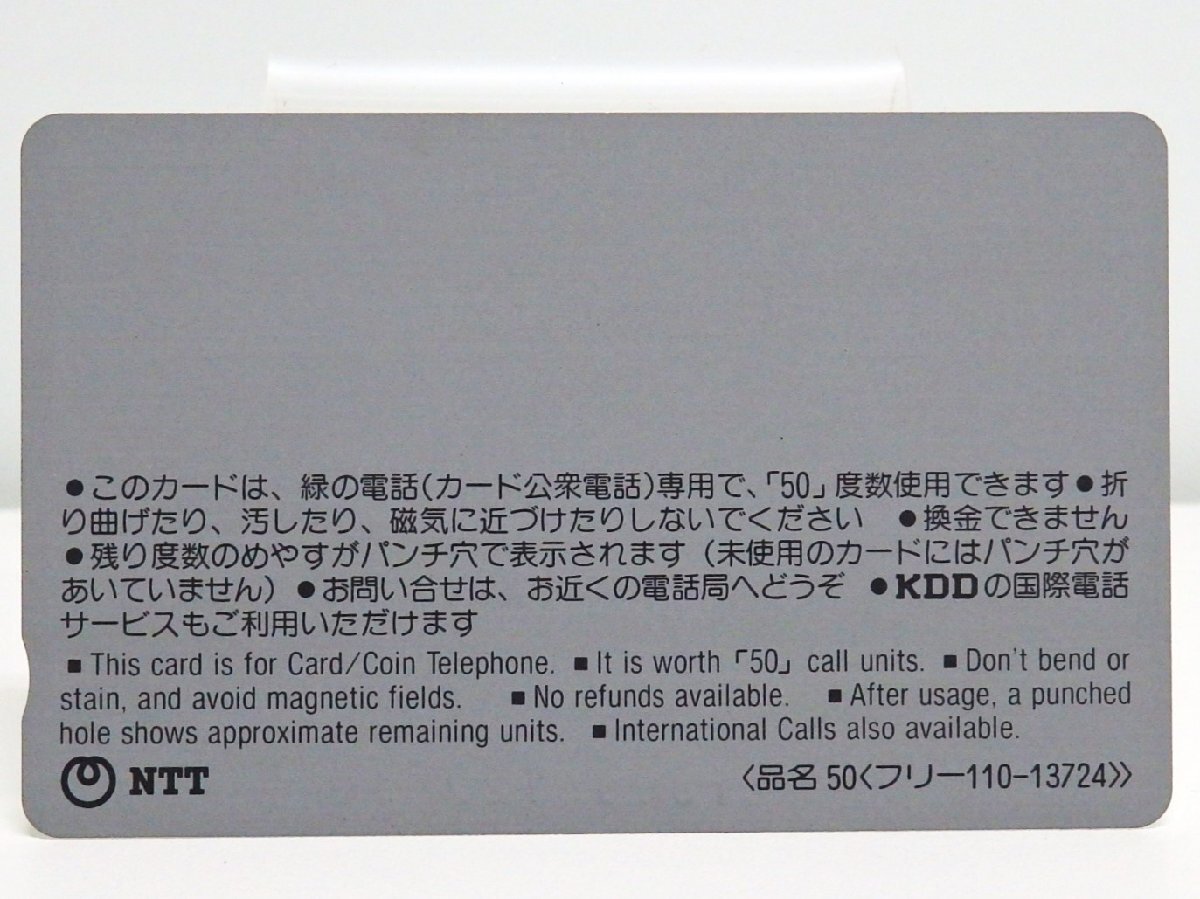 ●このカードは、緑の電話(カード公衆電話)専用で、「50」度数使用できます●折
り曲げたり、汚したり、磁気に近づけたりしないでください ●換金できません
●残り度数のめやすがパンチ穴で表示されます(未使用のカードにはパンチ穴が
あいていません)●お問い合せは、お近くの電話局へどうぞ ●KDDの国際電話
サービスもご利用いただけます
■This card is for Card/Coin Telephone. ■It is worth「50」call units. ■Don't bend or
stain, and avoid magnetic fields. ■No refunds available. ■After usage, a punched
hole shows approximate remaining units. ■International Calls also available.
NTT 〈品名 50〈フリー110-13724》〉